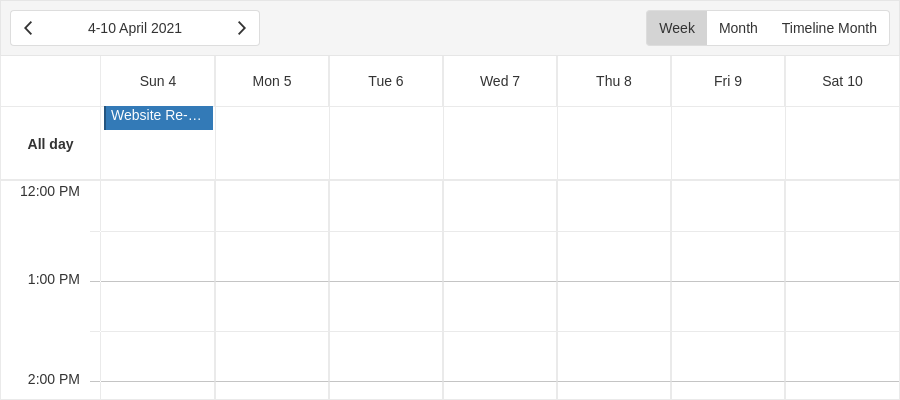 4-10 April 2021 Week Month Timeline Month
Sun 4 Mon 5 Tue 6 Wed 7 Thu 8 Fri 9 Sat 10
Website Re-…
All day
12:00 PM
1:00 PM
2:00 PM